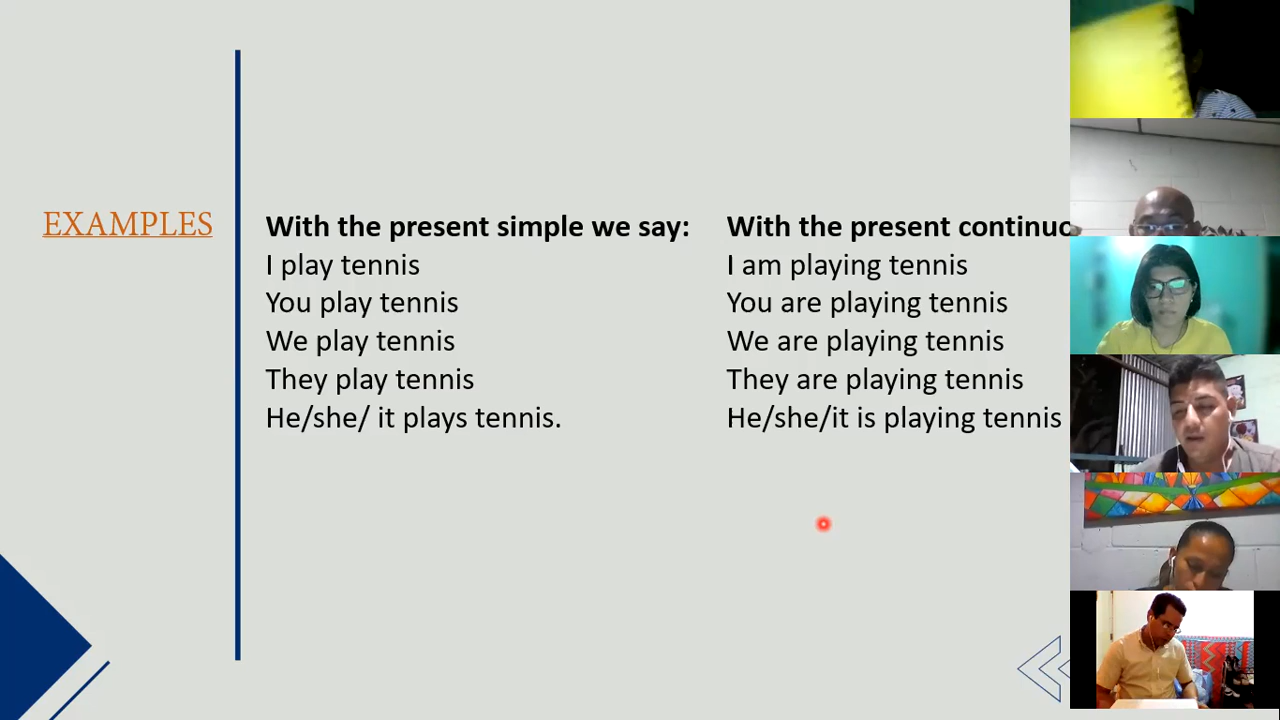 EXAMPLES
With the present simple we say:
I play tennis
You play tennis
We play tennis
They play tennis
He/she/ it plays tennis.
With the present
I am playing tennis
You are playing tennis
We are playing tennis
They are playing tennis
He/she/it is playing tennis